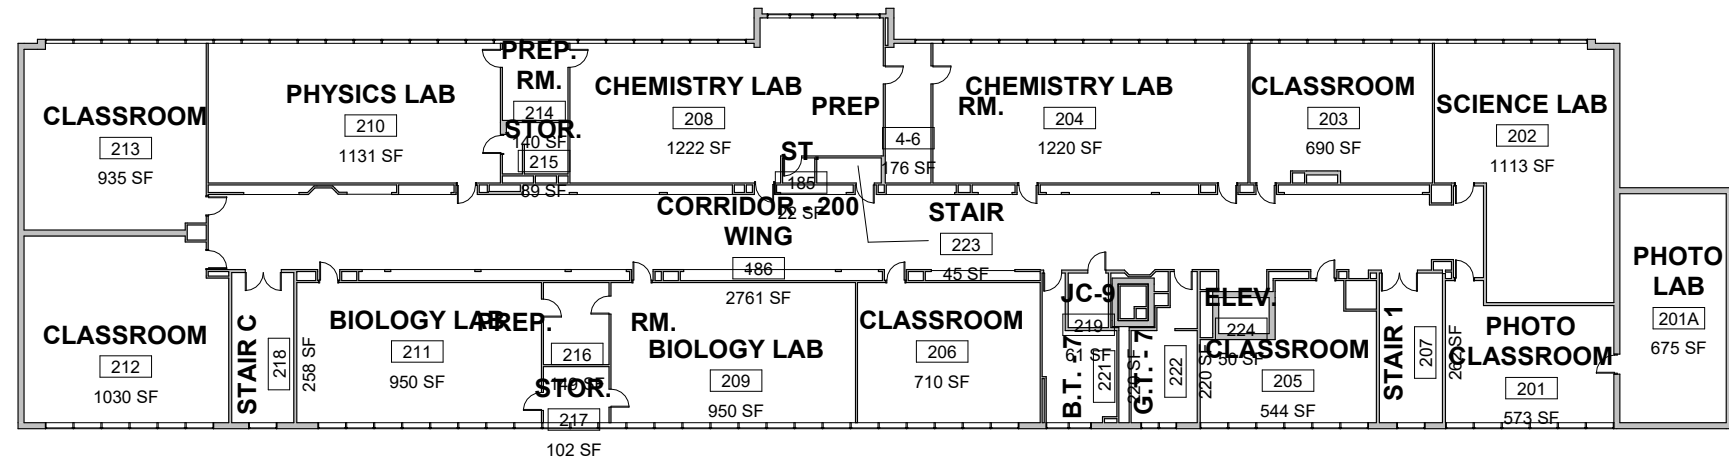 CLASSROOM
213
935 SF
PHYSICS LAB
210
1131 SF
PREP.
RM.
214
140 SF
STOR.
215
89 SF
CHEMISTRY LAB
208
1222 SF
PREP RM.
4-6
176 SF
ST
185
22 SF
CHEMISTRY LAB
204
1220 SF
CLASSROOM
203
690 SF
SCIENCE LAB
202
1113 SF
CORRIDOR - 200
WING
186
2761 SF
STAIR
223
45 SF
PHOTO
LAB
201A
675 SF
CLASSROOM
212
1030 SF
STAIR C
218
258 SF
BIOLOGY LAB
211
950 SF
PREP. RM.
216
149 SF
STOR.
217
102 SF
BIOLOGY LAB
209
950 SF
CLASSROOM
206
710 SF
JC-9
219
61 SF
B.T. - 7
221
220 SF
G.T. - 7
222
220 SF
ELEV.
224
50 SF
CLASSROOM
205
544 SF
STAIR 1
207
PHOTO
CLASSROOM
201
573 SF